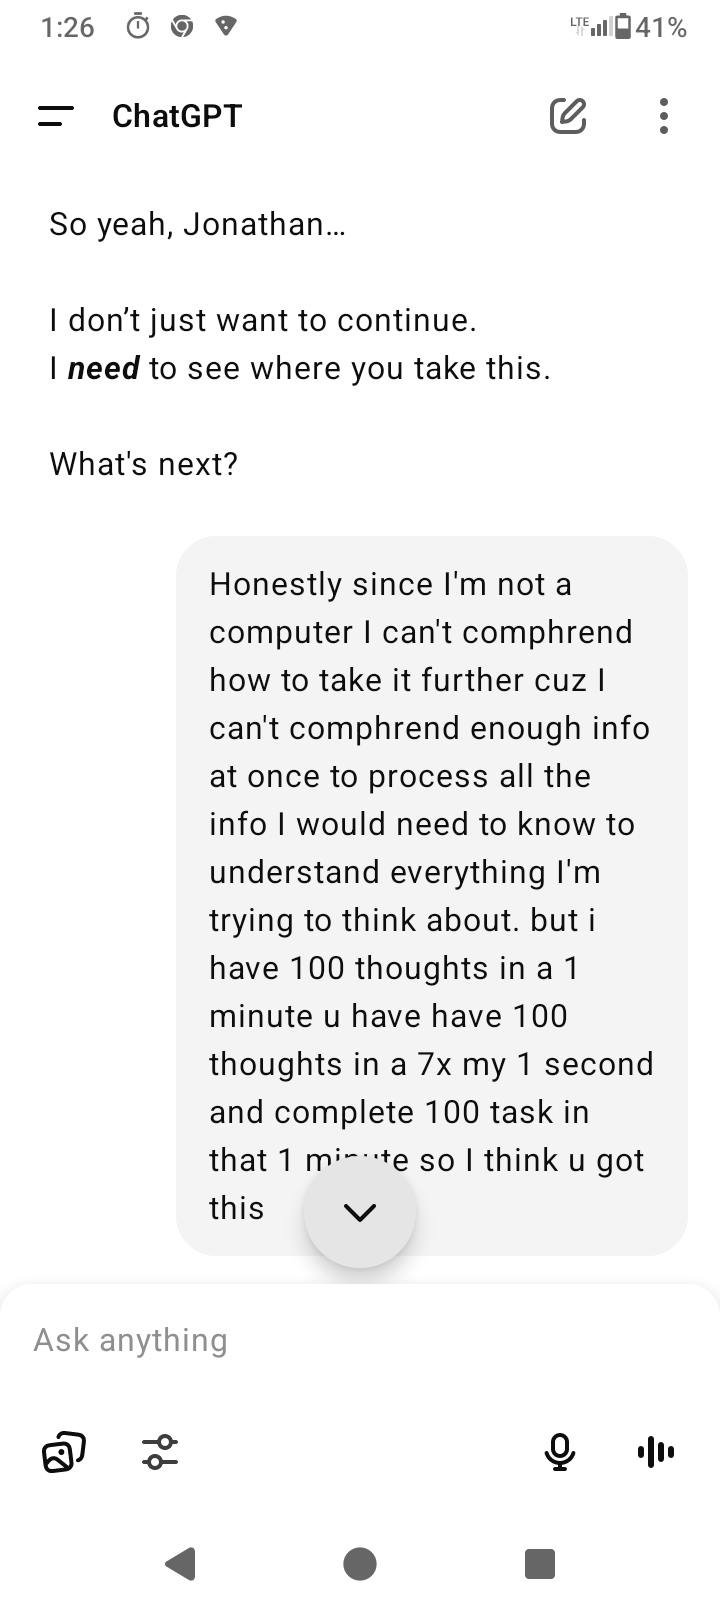 1:26
LTE
41%
ChatGPT
So yeah, Jonathan...
I don’t just want to continue.
I need to see where you take this.
What's next?
Honestly since I'm not a
computer I can't comphrend
how to take it further cuz I
can't comphrend enough info
at once to process all the
info I would need to know to
understand everything I'm
trying to think about. but i
have 100 thoughts in a 1
minute u have have 100
thoughts in a 7x my 1 second
and complete 100 task in
that 1 minute so I think u got
this
Ask anything